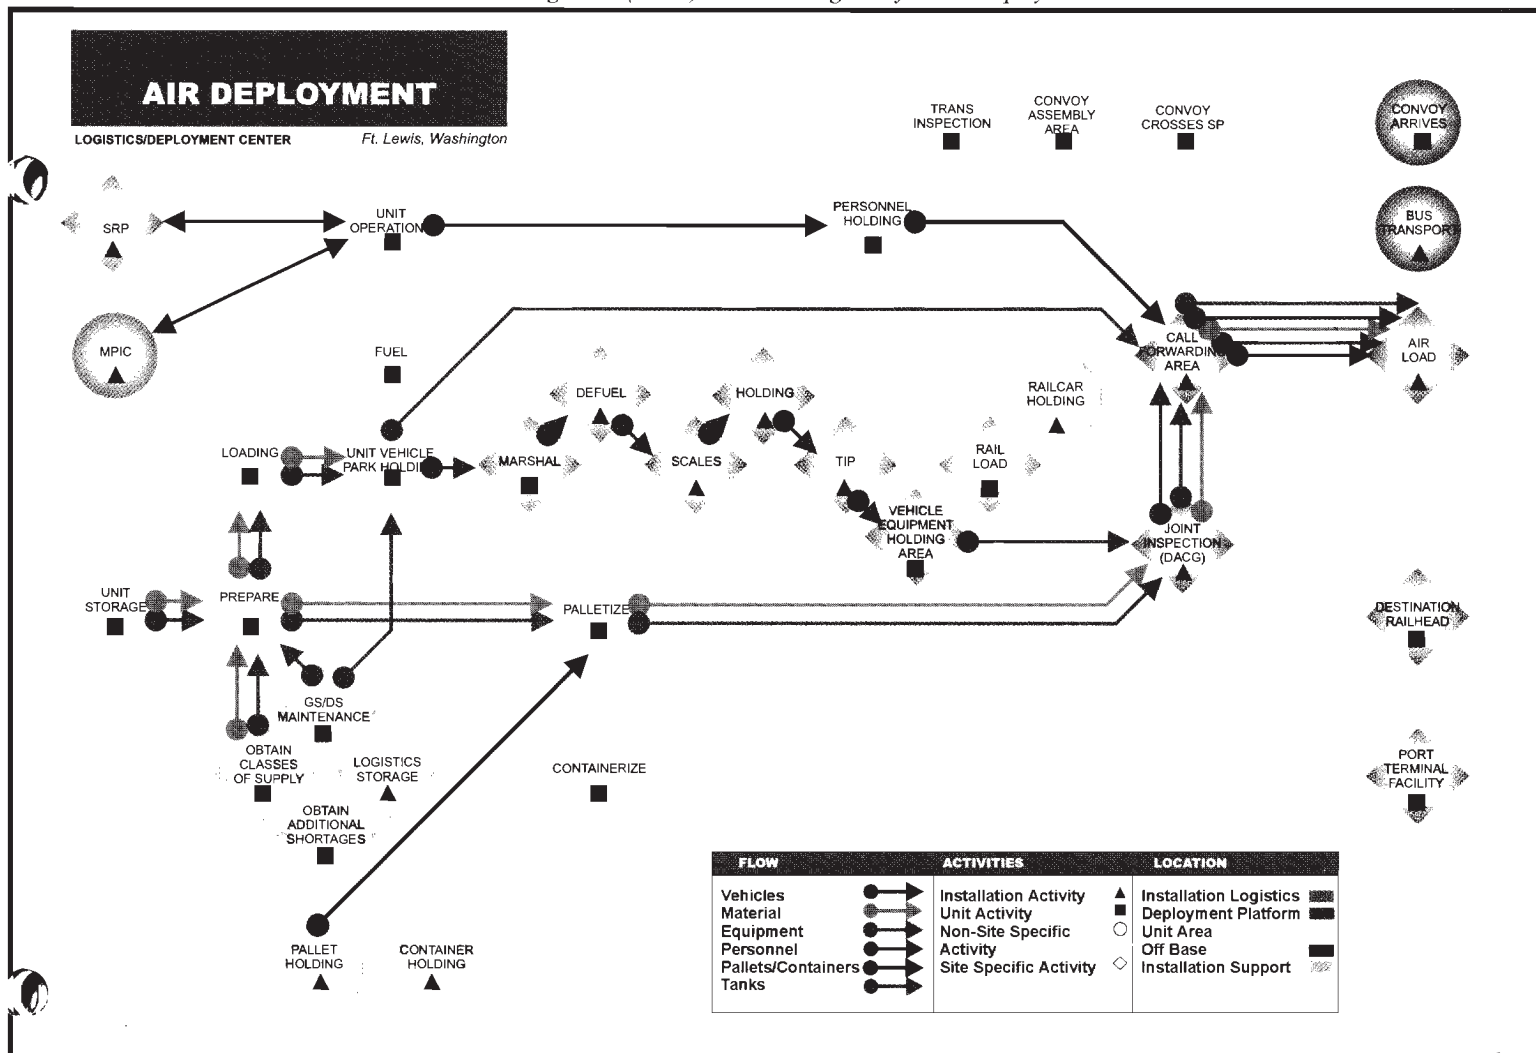 AIR DEPLOYMENT
LOGISTICS/DEPLOYMENT CENTER
Ft. Lewis, Washington
TRANS
INSPECTION
CONVOY
ASSEMBLY
AREA
CONVOY
CROSSES SP
CONVOY
ARRIVES
SRP
UNIT
OPERATION
PERSONNEL
HOLDING
BUS
TRANSPORT
MPIC
FUEL
CALL
FORWARDING
AREA
AIR
LOAD
DEFUEL
HOLDING
RAILCAR
HOLDING
LOADING
UNIT VEHICLE
PARK HOLDING
MARSHAL
SCALES
TIP
RAIL
LOAD
VEHICLE
EQUIPMENT
HOLDING
AREA
JOINT
INSPECTION
(DACG)
UNIT
STORAGE
PREPARE
PALLETIZE
DESTINATION
RAILHEAD
GS/DS
MAINTENANCE
OBTAIN
CLASSES
OF SUPPLY
LOGISTICS
STORAGE
CONTAINERIZE
PORT
TERMINAL
FACILITY
OBTAIN
ADDITIONAL
SHORTAGES
PALLET
HOLDING
CONTAINER
HOLDING
FLOW
Vehicles
Material
Equipment
Personnel
Pallets/Containers
Tanks
ACTIVITIES
Installation Activity
Unit Activity
Non-Site Specific
Activity
Site Specific Activity
LOCATION
Installation Logistics
Deployment Platform
Unit Area
Off Base
Installation Support